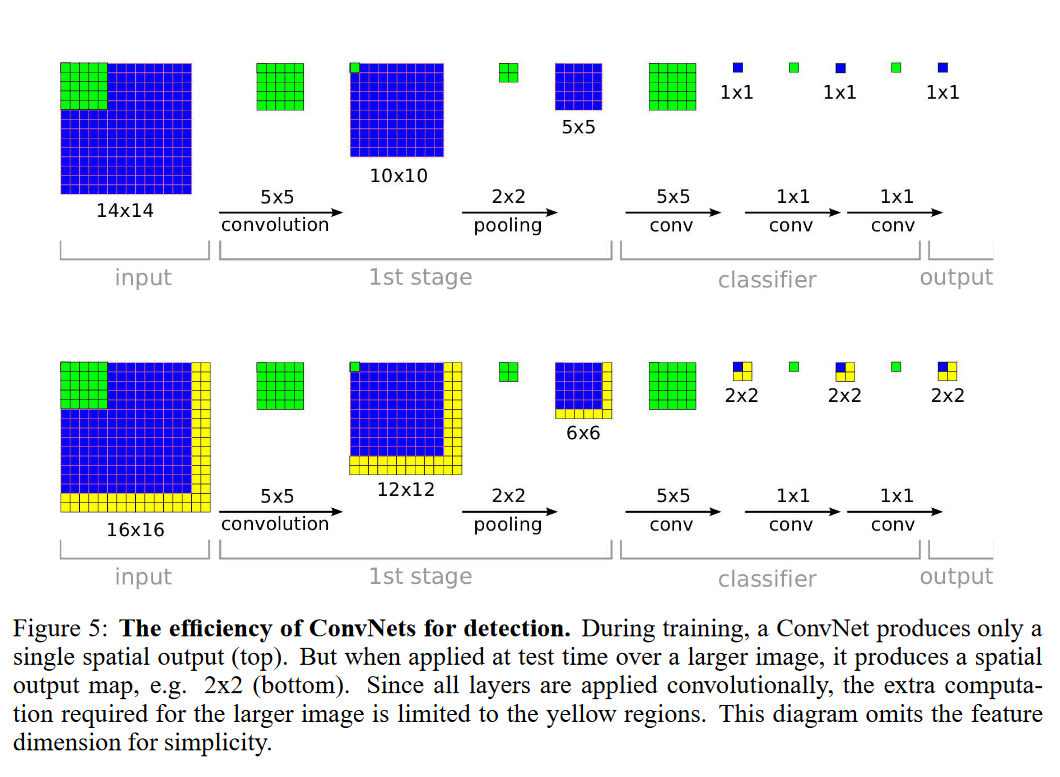 1x1
1x1
1x1
5x5
10x10
14x14
5x5
convolution
2x2
pooling
5x5
conv
1x1
conv
1x1
conv
input
1st stage
classifier
output
2x2
2x2
2x2
6x6
12x12
16x16
5x5
convolution
2x2
pooling
5x5
conv
1x1
conv
1x1
conv
input
1st stage
classifier
output
Figure 5: The efficiency of ConvNets for detection. During training, a ConvNet produces only a
single spatial output (top). But when applied at test time over a larger image, it produces a spatial
output map, e.g. 2x2 (bottom). Since all layers are applied convolutionally, the extra computa-
tion required for the larger image is limited to the yellow regions. This diagram omits the feature
dimension for simplicity.